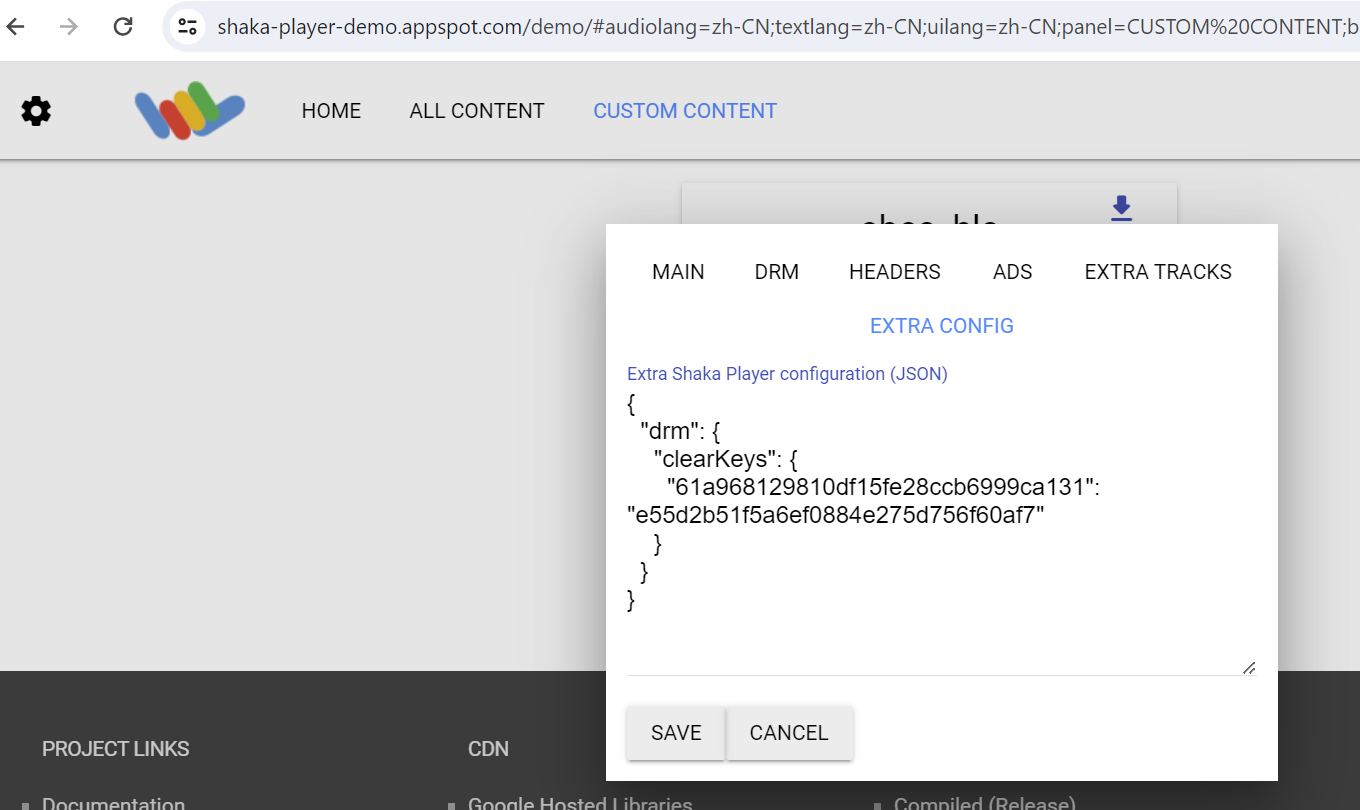 shaka-player-demo.appspot.com/demo/#audiolang=zh-CN;textlang=zh-CN;uilang=zh-CN;panel=CUSTOM%20CONTENT;b
HOME ALL CONTENT CUSTOM CONTENT
MAIN DRM HEADERS ADS EXTRA TRACKS
EXTRA CONFIG
Extra Shaka Player configuration (JSON)
{
"drm": {
"clearKeys": {
"61a968129810df15fe28ccb6999ca131":
"e55d2b51f5a6ef0884e275d756f60af7"
}
}
}
SAVE CANCEL
PROJECT LINKS CDN
Documentation Google Hosted Libraries Compiled (Release)